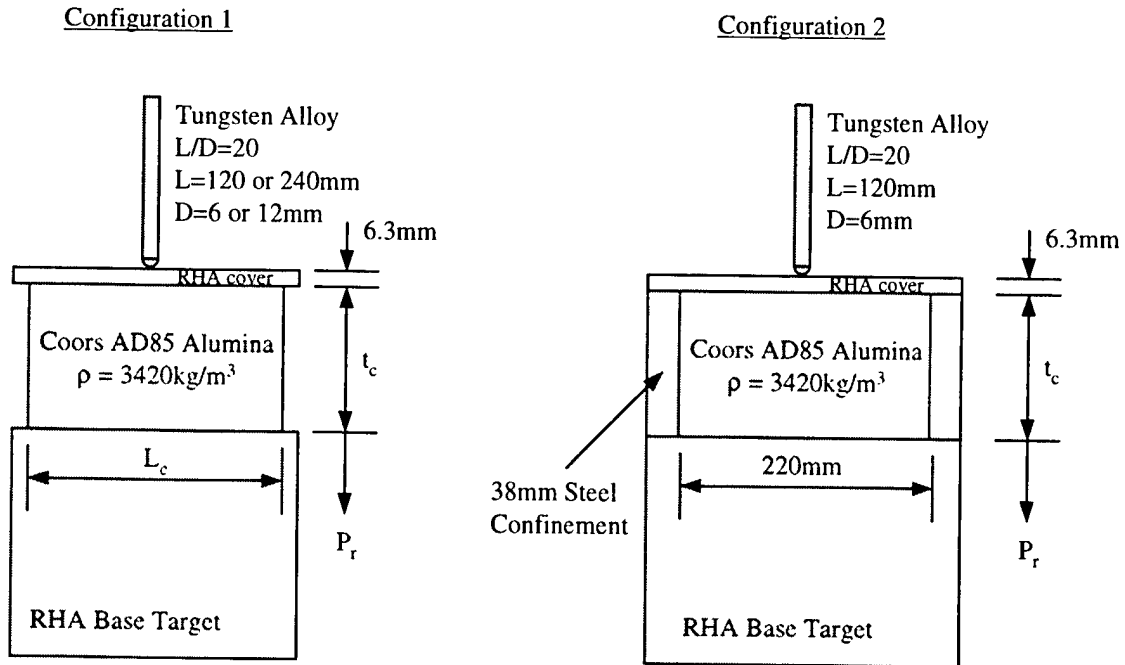 Configuration 1
Tungsten Alloy
L/D=20
L=120 or 240mm
D=6 or 12mm
6.3mm
RHA cover
Coors AD85 Alumina
ρ = 3420kg/m³
t_c
L_c
P_r
RHA Base Target
Configuration 2
Tungsten Alloy
L/D=20
L=120mm
D=6mm
6.3mm
RHA cover
Coors AD85 Alumina
ρ = 3420kg/m³
t_c
220mm
38mm Steel
Confinement
P_r
RHA Base Target